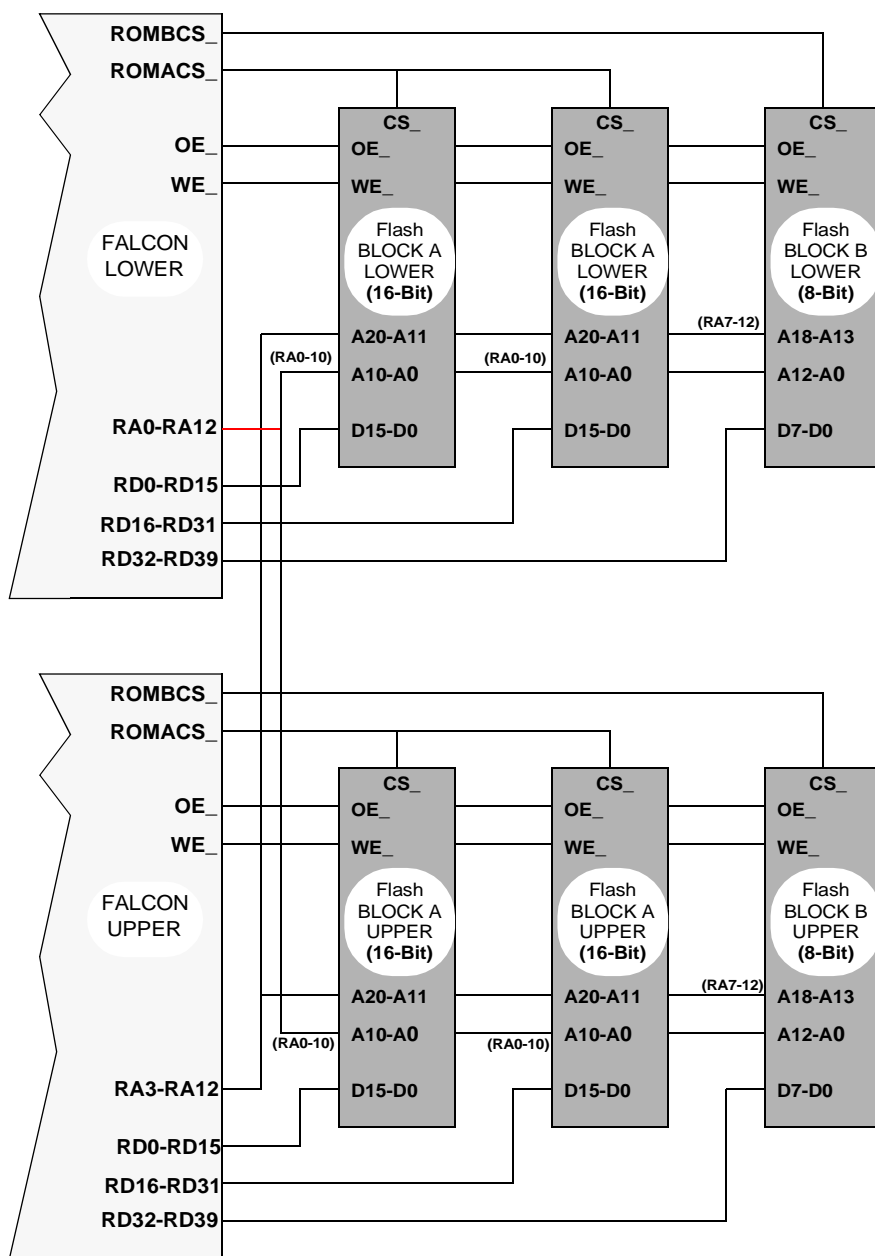 ROMBCS_
ROMACS_
CS_
CS_
CS_
OE_
OE_
OE_
OE_
WE_
WE_
WE_
WE_
FALCON
LOWER
Flash
BLOCK A
LOWER
(16-Bit)
Flash
BLOCK A
LOWER
(16-Bit)
Flash
BLOCK B
LOWER
(8-Bit)
(RA7-12)
A20-A11
A20-A11
A18-A13
(RA0-10)
(RA0-10)
A10-A0
A10-A0
A12-A0
RA0-RA12
D15-D0
D15-D0
D7-D0
RD0-RD15
RD16-RD31
RD32-RD39
ROMBCS_
ROMACS_
CS_
CS_
CS_
OE_
OE_
OE_
OE_
WE_
WE_
WE_
WE_
FALCON
UPPER
Flash
BLOCK A
UPPER
(16-Bit)
Flash
BLOCK A
UPPER
(16-Bit)
Flash
BLOCK B
UPPER
(8-Bit)
(RA7-12)
A20-A11
A20-A11
A18-A13
A10-A0
A10-A0
A12-A0
(RA0-10)
(RA0-10)
RA3-RA12
D15-D0
D15-D0
D7-D0
RD0-RD15
RD16-RD31
RD32-RD39